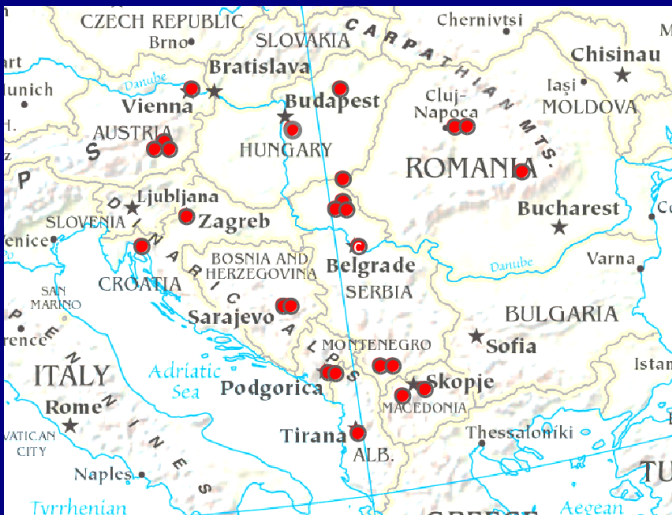 CZECH REPUBLIC
Brno
SLOVAKIA
CARPATHIAN MTS.
Chernivtsi
Chisinau
Iași
MOLDOVA
Danube
Bratislava
Vienna
Budapest
Cluj-
Napoca
AUSTRIA
HUNGARY
ROMANIA
Ljubljana
SLOVENIA
Zagreb
Bucharest
DINARIC ALPS
BOSNIA AND
HERZEGOVINA
Belgrade
SERBIA
Danube
Varna
CROATIA
SAN
MARINO
Sarajevo
BULGARIA
MONTENEGRO
Sofia
ITALY
Adriatic
Sea
Podgorica
Skopje
MACEDONIA
Rome
VATICAN
CITY
Tirana
ALB.
Thessaloniki
Naples
Tyrrhenian
Aegean